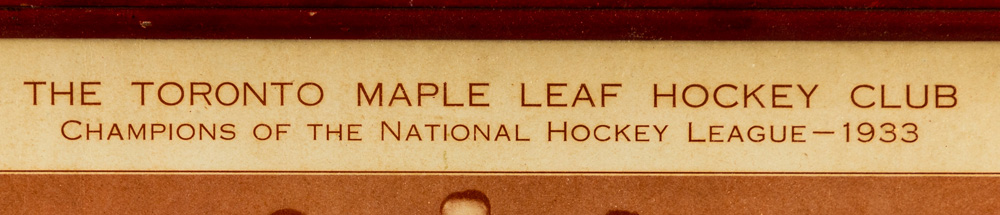 THE TORONTO MAPLE LEAF HOCKEY CLUB
CHAMPIONS OF THE NATIONAL HOCKEY LEAGUE—1933